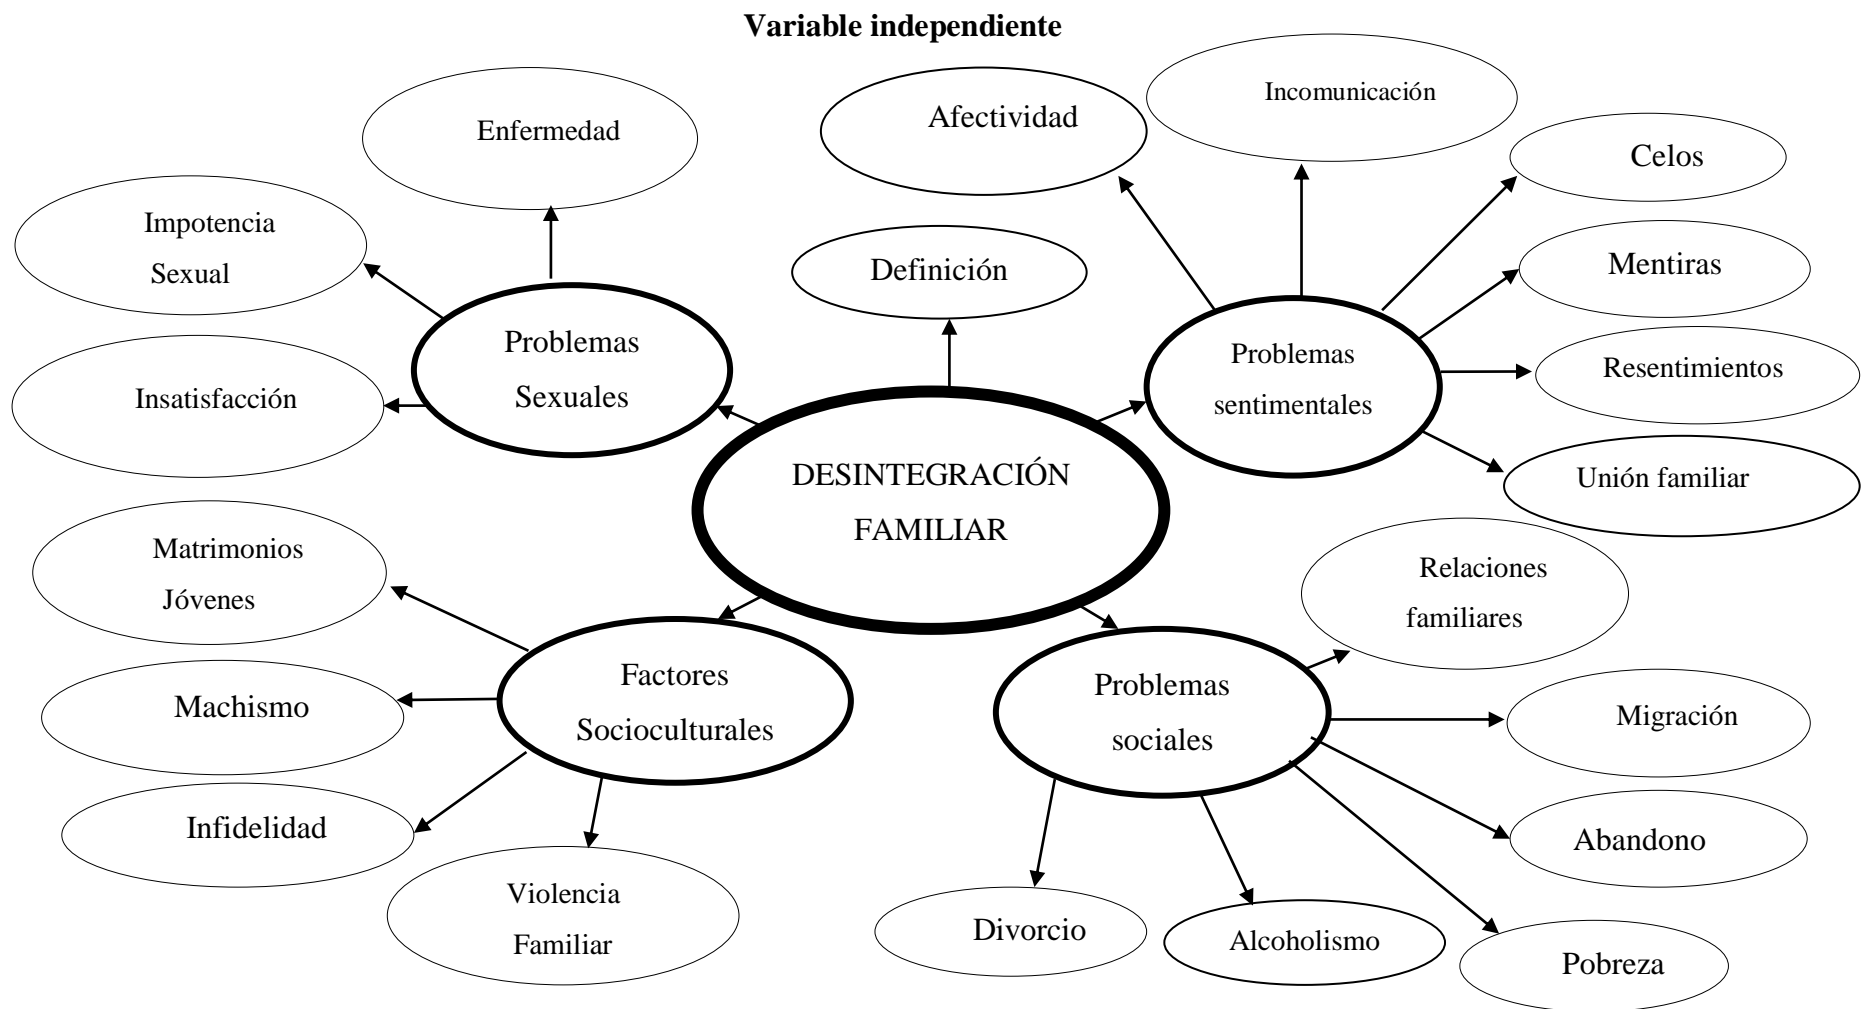 Variable independiente
Enfermedad
Afectividad
Incomunicación
Celos
Impotencia
Sexual
Definición
Mentiras
Problemas
Sexuales
Problemas
sentimentales
Resentimientos
Insatisfacción
Unión familiar
DESINTEGRACIÓN
FAMILIAR
Matrimonios
Jóvenes
Relaciones
familiares
Machismo
Factores
Socioculturales
Problemas
sociales
Migración
Infidelidad
Abandono
Violencia
Familiar
Divorcio
Alcoholismo
Pobreza